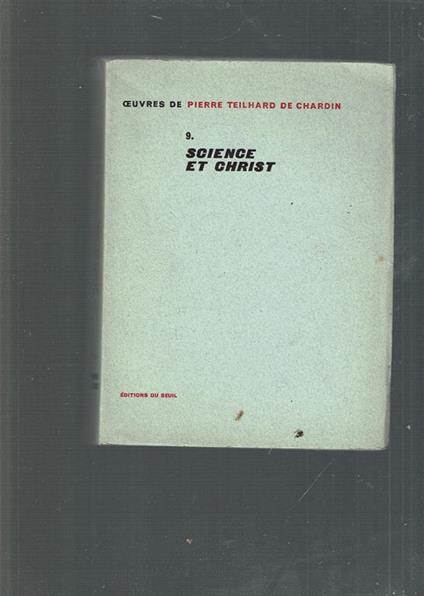 ŒUVRES DE PIERRE TEILHARD DE CHARDIN
9.
SCIENCE
ET CHRIST
ÉDITIONS DU SEUIL